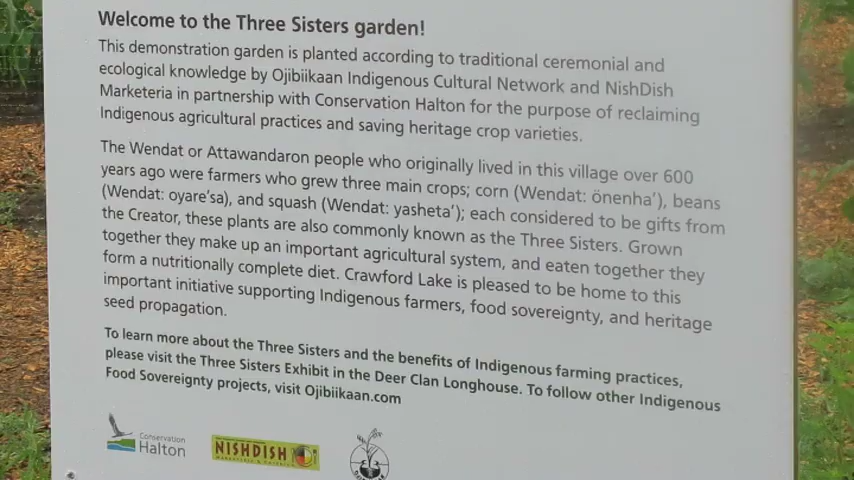 Welcome to the Three Sisters garden!
This demonstration garden is planted according to traditional ceremonial and
ecological knowledge by Ojibiikaan Indigenous Cultural Network and NishDish
Marketeria in partnership with Conservation Halton for the purpose of reclaiming
Indigenous agricultural practices and saving heritage crop varieties.
The Wendat or Attawandaron people who originally lived in this village over 600
years ago were farmers who grew three main crops; corn (Wendat: önenha'), beans
(Wendat: oyare'sa), and squash (Wendat: yasheta'); each considered to be gifts from
the Creator, these plants are also commonly known as the Three Sisters. Grown
together they make up an important agricultural system, and eaten together they
form a nutritionally complete diet. Crawford Lake is pleased to be home to this
important initiative supporting Indigenous farmers, food sovereignty, and heritage
seed propagation.
To learn more about the Three Sisters and the benefits of Indigenous farming practices,
please visit the Three Sisters Exhibit in the Deer Clan Longhouse. To follow other Indigenous
Food Sovereignty projects, visit Ojibiikaan.com
Conservation
Halton
NISHDISH